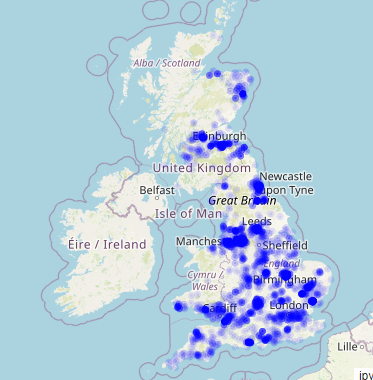 Alba / Scotland
Edinburgh
United Kingdom
Newcastle
upon Tyne
Belfast
Great Britain
Isle of Man
Leeds
Éire / Ireland
Manches
Sheffield
England
Cymru /
Wales
Birmingham
Cardiff
London
Lille